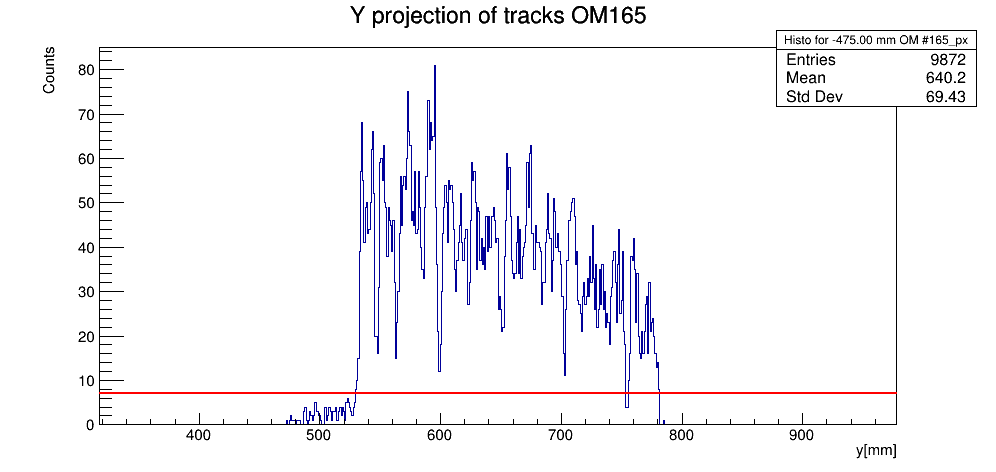 Y projection of tracks OM165
Histo for -475.00 mm OM #165_px
Entries 9872
Mean 640.2
Std Dev 69.43
Counts
80
70
60
50
40
30
20
10
0
400 500 600 700 800 900
y[mm]